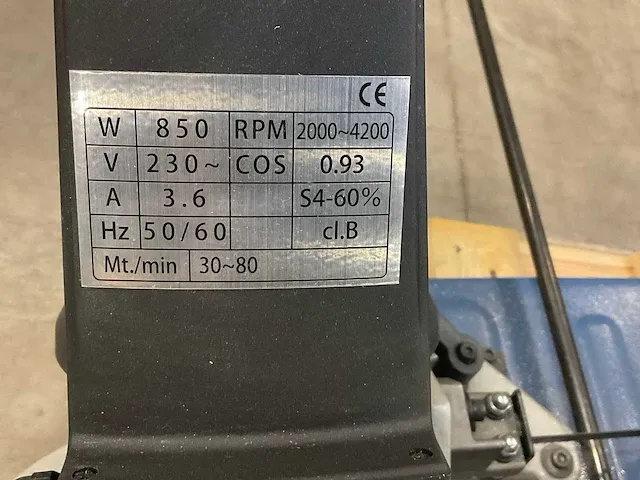 CE
W 850 RPM 2000~4200
V 230~ COS 0.93
A 3.6 S4-60%
Hz 50/60 cl.B
Mt./min 30~80